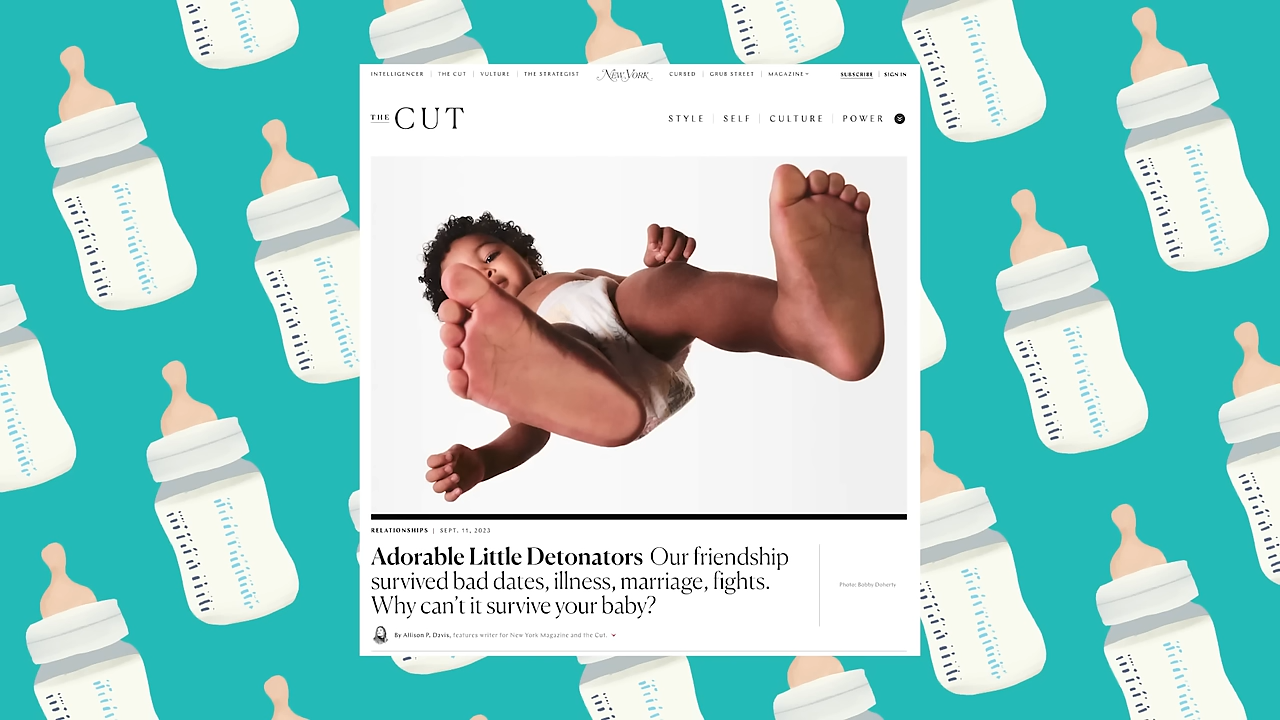 INTELLIGENCER | THE CUT | VULTURE | THE STRATEGIST New York CURBED | GRUB STREET | MAGAZINE SUBSCRIBE | SIGN IN
THE CUT STYLE | SELF | CULTURE | POWER
RELATIONSHIPS | SEPT. 11, 2023
Adorable Little Detonators Our friendship
survived bad dates, illness, marriage, fights.
Why can't it survive your baby?
Photo: Bobby Doherty
By Allison P. Davis, features writer for New York Magazine and the Cut.